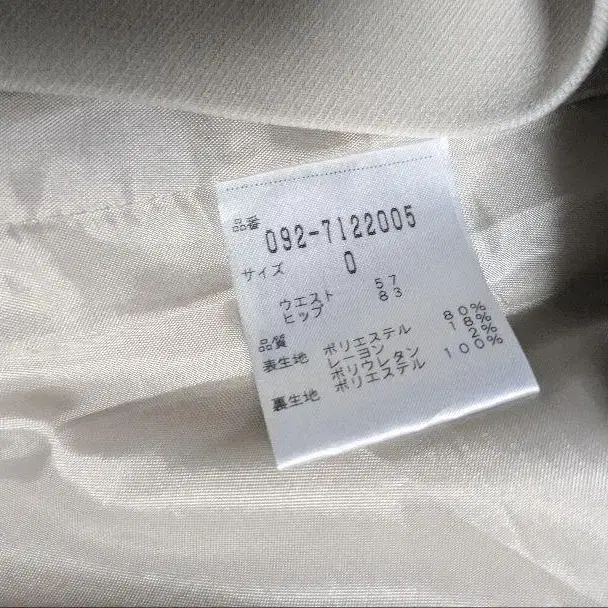 品番
092-7122005
サイズ 0
ウエスト 57
ヒップ 83
品質
表生地 ポリエステル 80%
レーヨン 18%
ポリウレタン 2%
裏生地 ポリエステル 100%